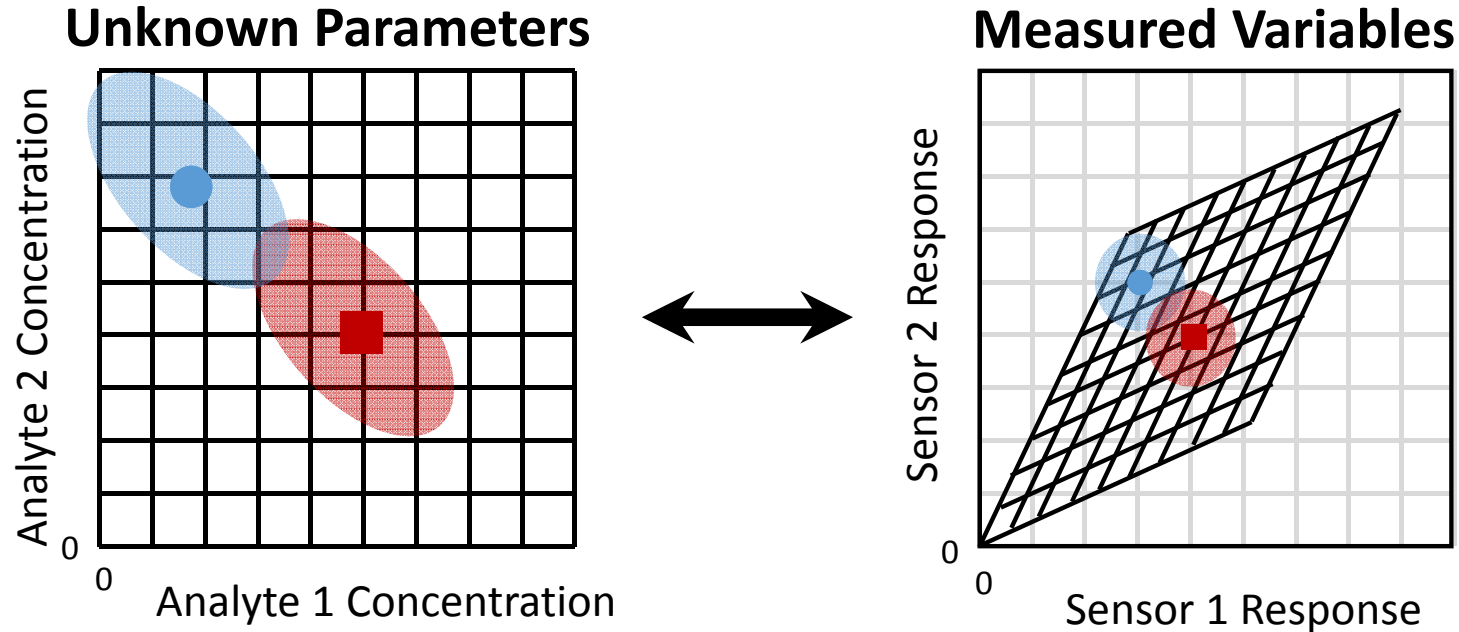 Unknown Parameters
Analyte 2 Concentration
0
0
Analyte 1 Concentration
Measured Variables
Sensor 2 Response
0
0
Sensor 1 Response